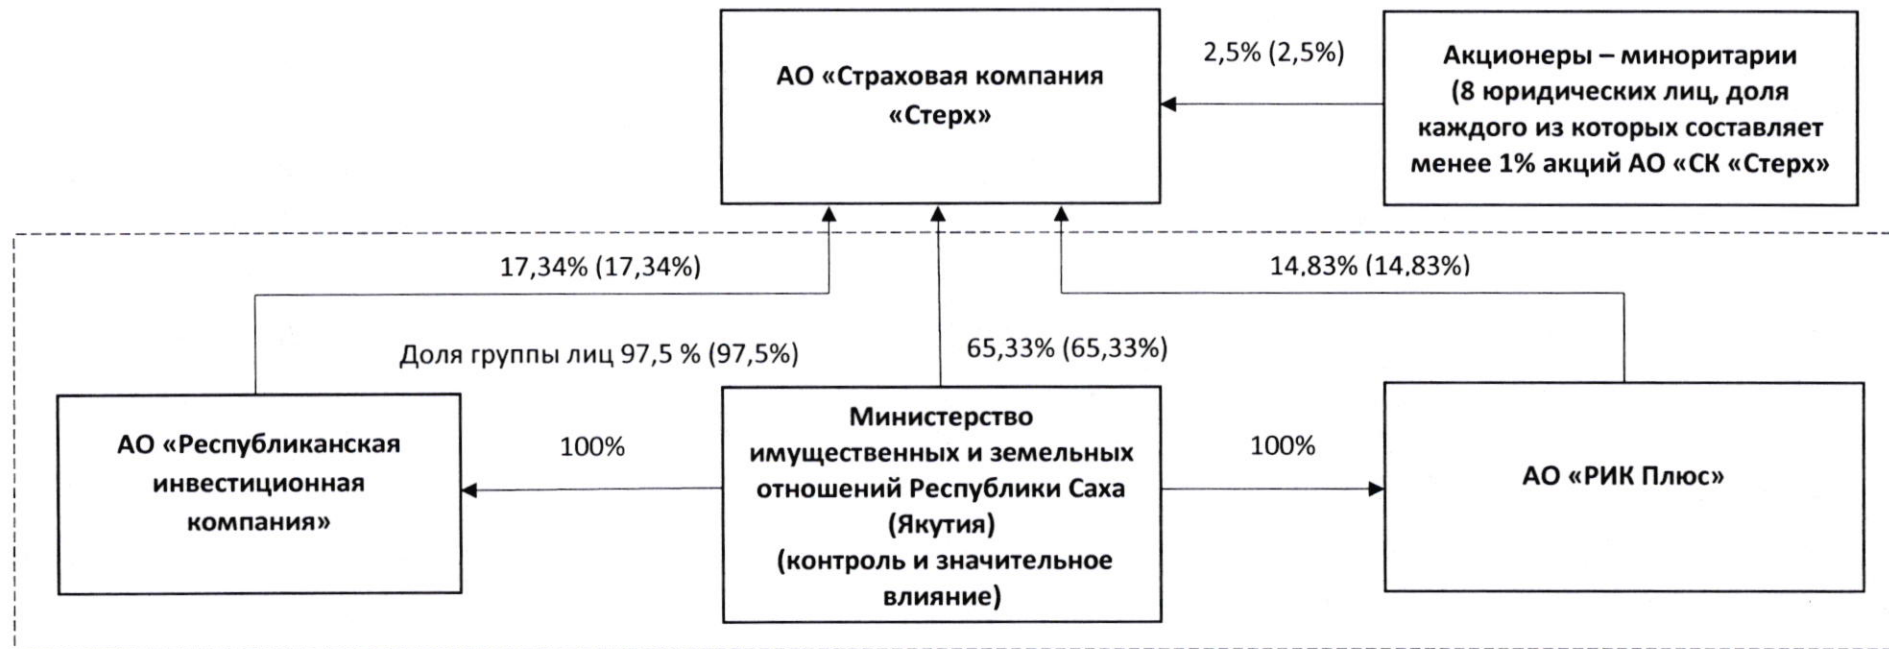 АО «Страховая компания
«Стерх»
2,5% (2,5%)
Акционеры – миноритарии
(8 юридических лиц, доля
каждого из которых составляет
менее 1% акций АО «СК «Стерх»
17,34% (17,34%)
14,83% (14,83%)
Доля группы лиц 97,5 % (97,5%)
65,33% (65,33%)
АО «Республиканская
инвестиционная
компания»
100%
Министерство
имущественных и земельных
отношений Республики Саха
(Якутия)
(контроль и значительное
влияние)
100%
АО «РИК Плюс»